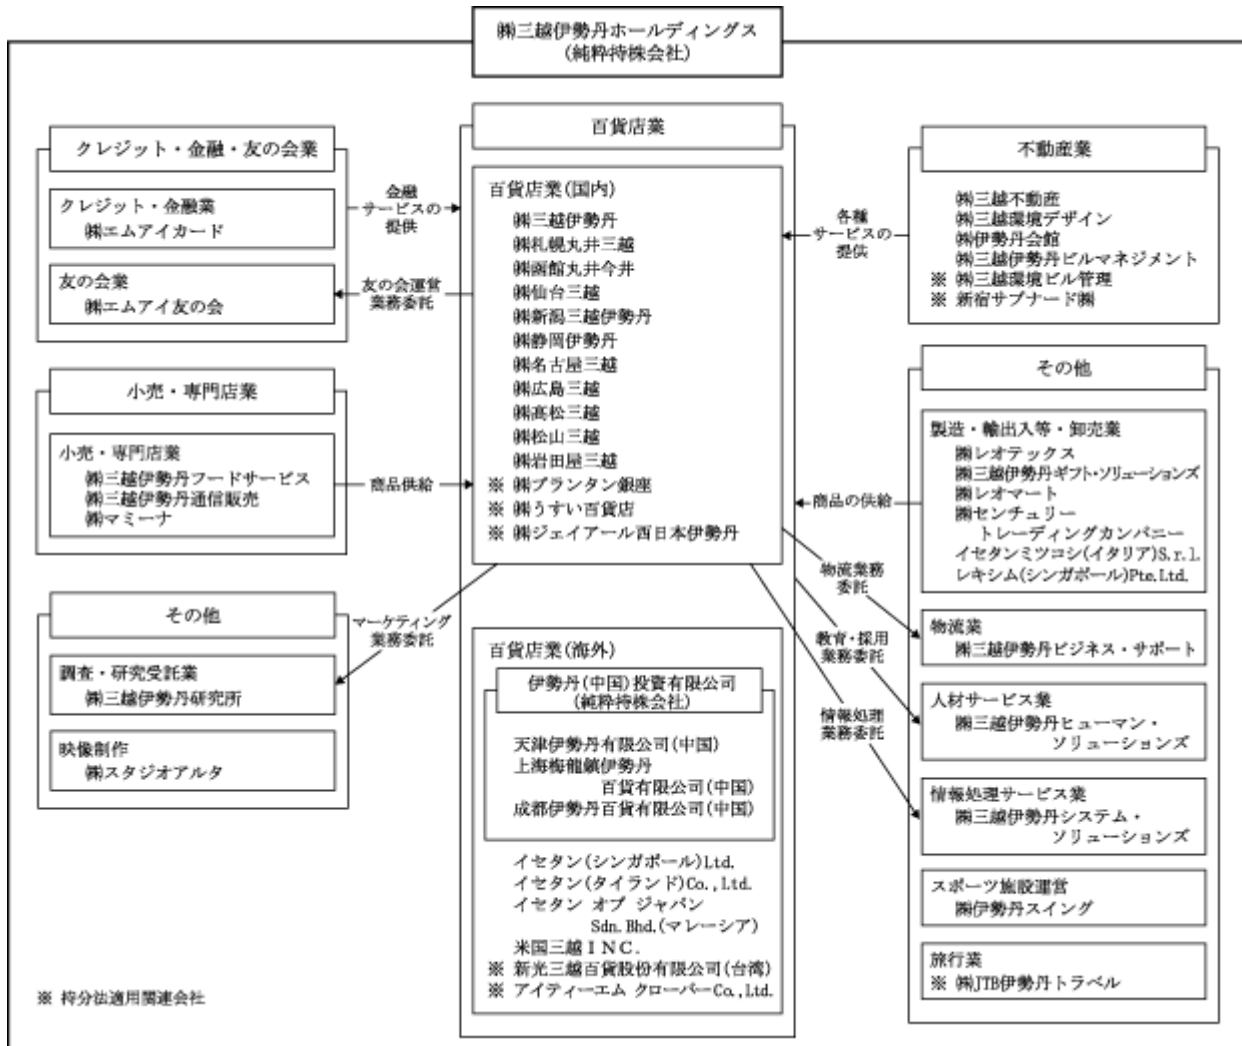 ㈱三越伊勢丹ホールディングス
(純粋持株会社)
クレジット・金融・友の会業
クレジット・金融業
㈱エムアイカード
友の会業
㈱エムアイ友の会
小売・専門店業
小売・専門店業
㈱三越伊勢丹フードサービス
㈱三越伊勢丹通信販売
㈱マミーナ
その他
調査・研究受託業
㈱三越伊勢丹研究所
映像制作
㈱スタジオアルタ
※ 持分法適用関連会社
金融
サービスの
提供
友の会運営
業務委託
商品供給
マーケティング
業務委託
百貨店業
百貨店業(国内)
㈱三越伊勢丹
㈱札幌丸井三越
㈱函館丸井今井
㈱仙台三越
㈱新潟三越伊勢丹
㈱静岡伊勢丹
㈱名古屋三越
㈱広島三越
㈱高松三越
㈱松山三越
㈱岩田屋三越
※ ㈱プランタン銀座
※ ㈱うすい百貨店
※ ㈱ジェイアール西日本伊勢丹
百貨店業(海外)
伊勢丹(中国)投資有限公司
(純粋持株会社)
天津伊勢丹有限公司(中国)
上海梅龍鎮伊勢丹
百貨有限公司(中国)
成都伊勢丹百貨有限公司(中国)
イセタン(シンガポール)Ltd.
イセタン(タイランド)Co.,Ltd.
イセタン オブ ジャパン
Sdn.Bhd.(マレーシア)
米国三越ＩＮＣ.
※ 新光三越百貨股份有限公司(台湾)
※ アイティーエム クローバーCo.,Ltd.
各種
サービスの
提供
商品の供給
物流業務
委託
教育・採用
業務委託
情報処理
業務委託
不動産業
㈱三越不動産
㈱三越環境デザイン
㈱伊勢丹会館
㈱三越伊勢丹ビルマネジメント
※ ㈱三越環境ビル管理
※ 新宿サブナード㈱
その他
製造・輸出入等・卸売業
㈱レオテックス
㈱三越伊勢丹ギフト・ソリューションズ
㈱レオマート
㈱センチュリー
トレーディングカンパニー
イセタンミツコシ(イタリア)S.r.l.
レキシム(シンガポール)Pte.Ltd.
物流業
㈱三越伊勢丹ビジネス・サポート
人材サービス業
㈱三越伊勢丹ヒューマン・
ソリューションズ
情報処理サービス業
㈱三越伊勢丹システム・
ソリューションズ
スポーツ施設運営
㈱伊勢丹スイング
旅行業
※ ㈱JTB伊勢丹トラベル